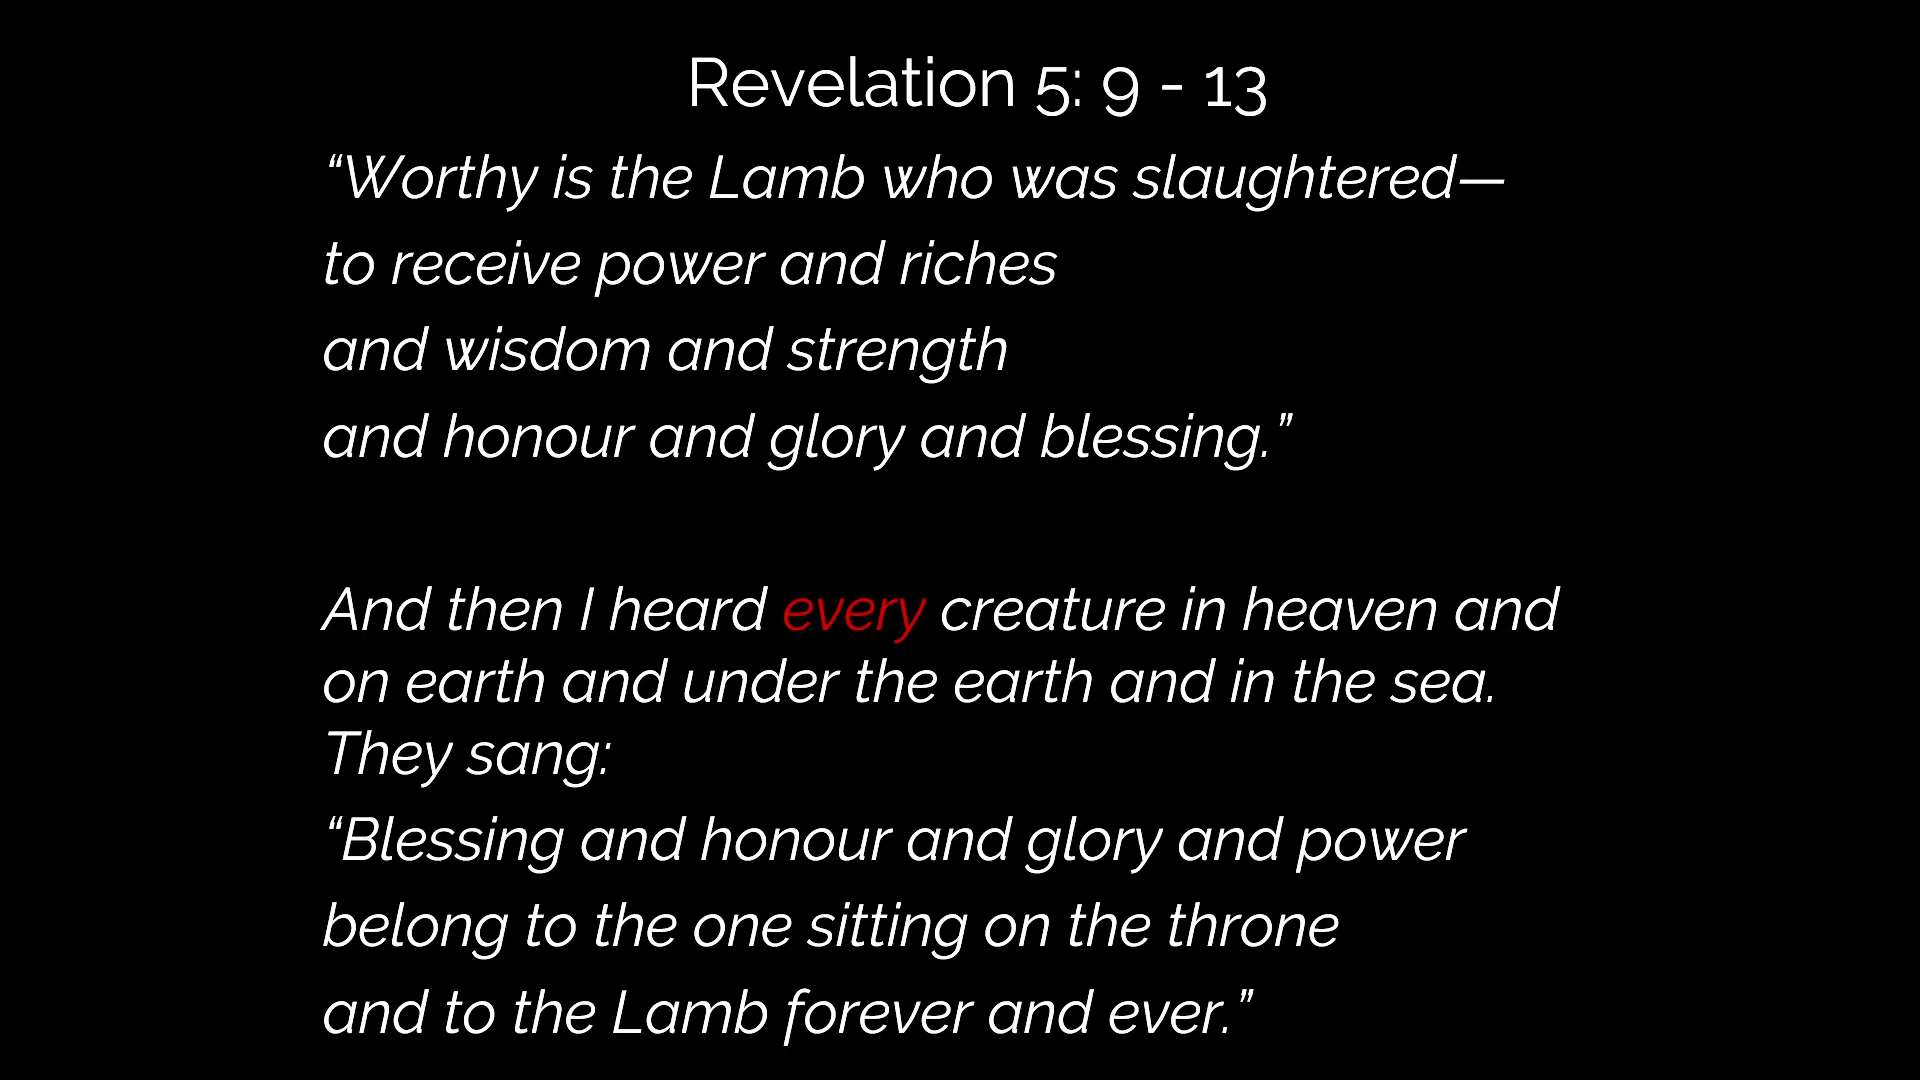 Revelation 5: 9 - 13
“Worthy is the Lamb who was slaughtered—
to receive power and riches
and wisdom and strength
and honour and glory and blessing.”
And then I heard every creature in heaven and
on earth and under the earth and in the sea.
They sang:
“Blessing and honour and glory and power
belong to the one sitting on the throne
and to the Lamb forever and ever.”